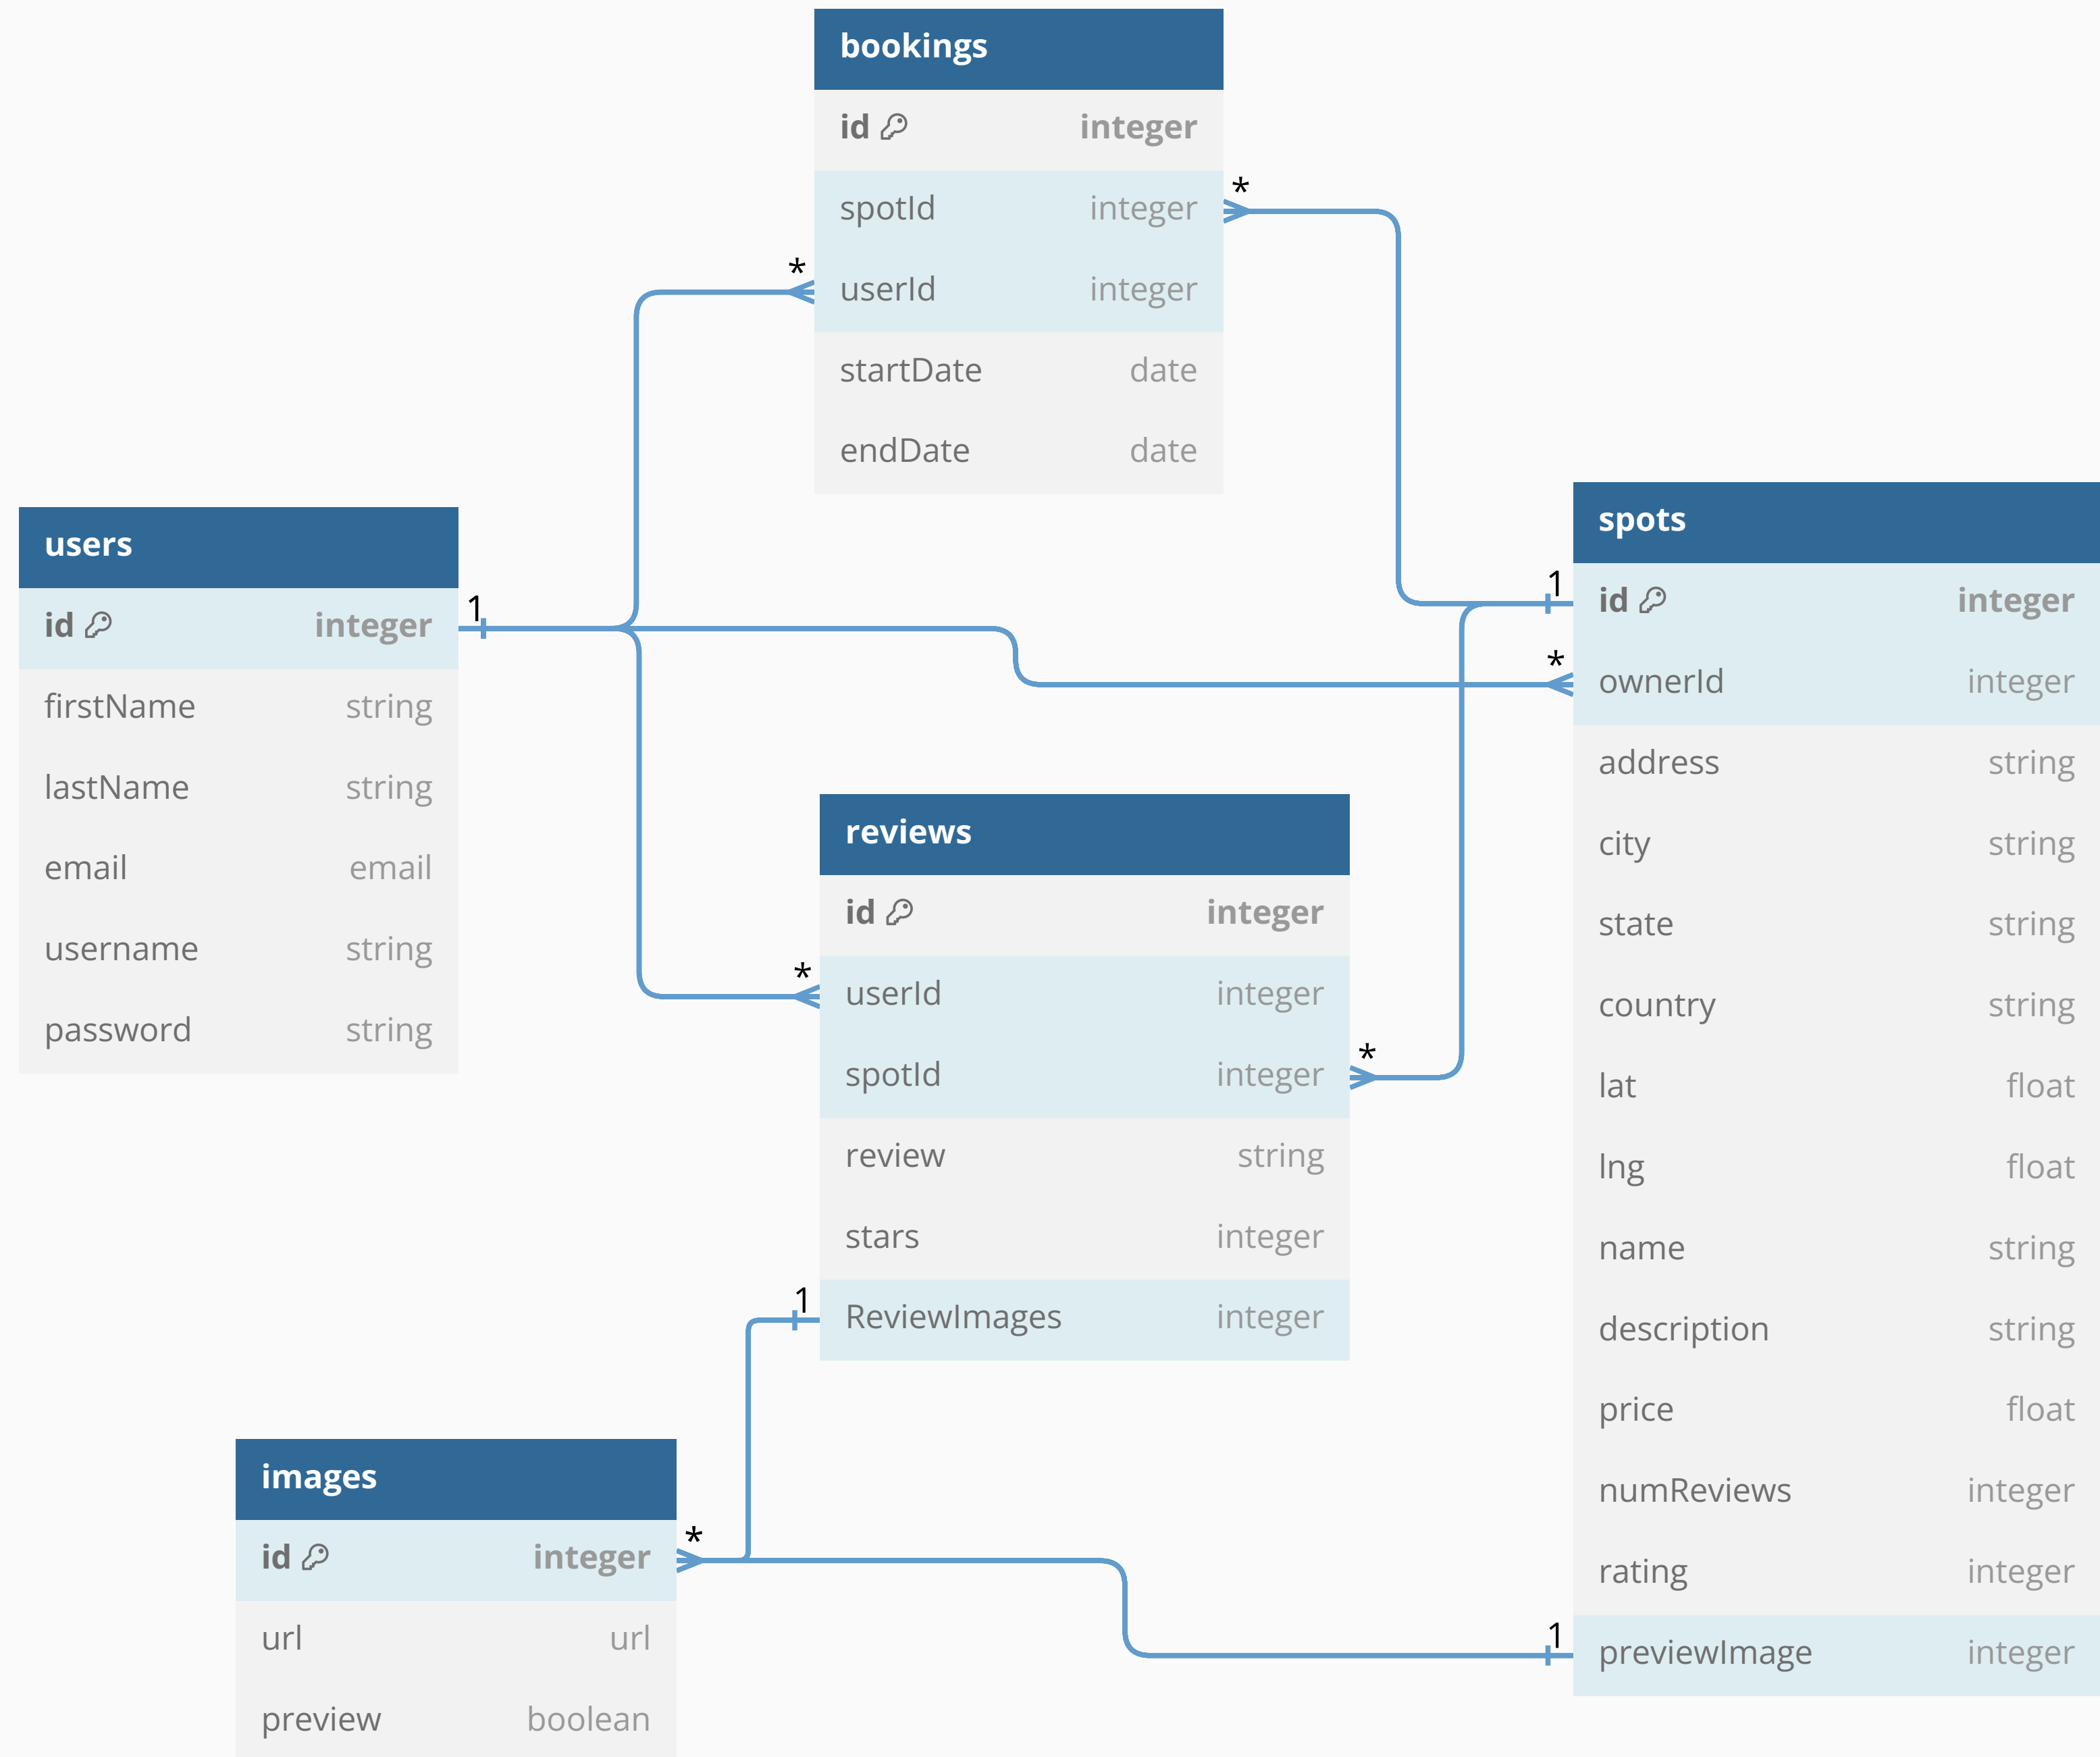 bookings
id integer
spotId integer
*
userId integer
*
startDate date
endDate date
users
id integer
1
firstName string
lastName string
email email
username string
password string
spots
id integer
1
ownerId integer
*
address string
city string
state string
country string
lat float
lng float
name string
description string
price float
numReviews integer
rating integer
previewImage integer
1
reviews
id integer
userId integer
*
spotId integer
*
review string
stars integer
ReviewImages integer
1
images
id integer
*
url url
preview boolean